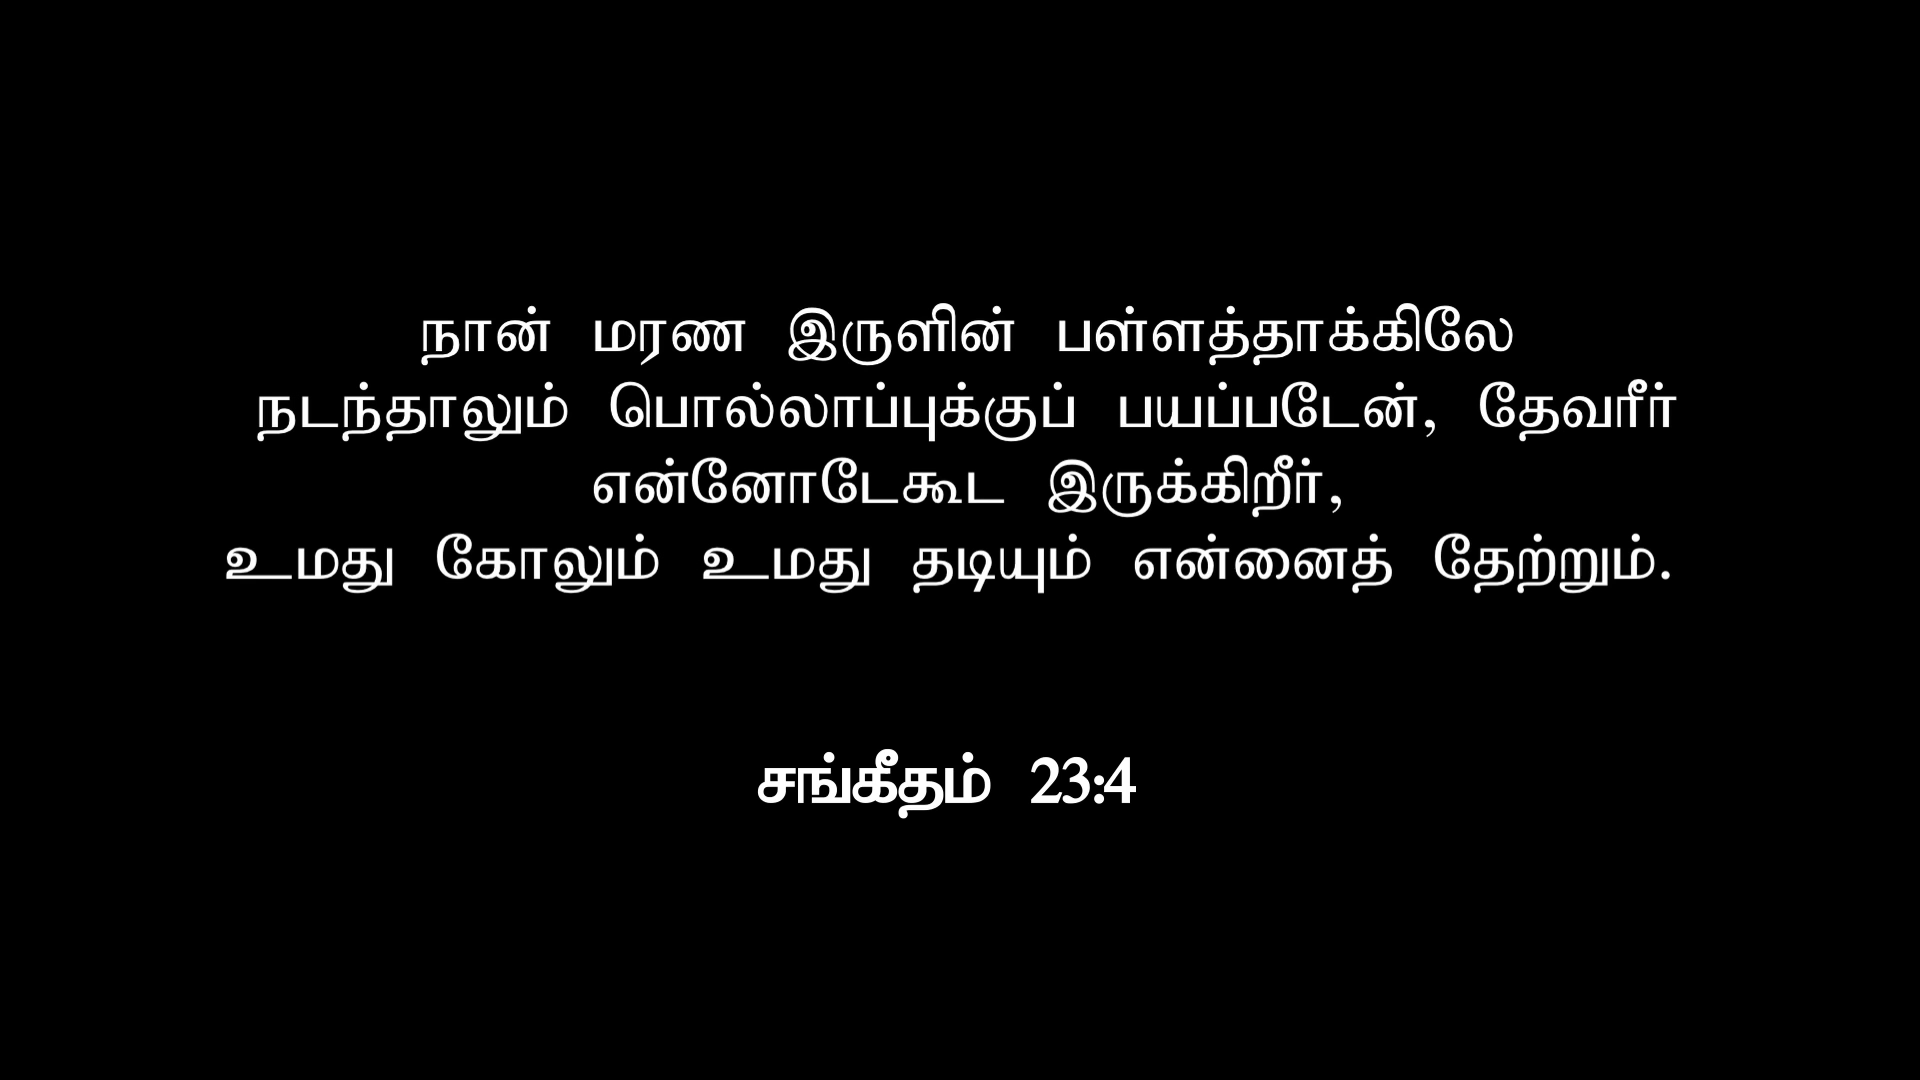 நான் மரண இருளின் பள்ளத்தாக்கிலே
நடந்தாலும் பொல்லாப்புக்குப் பயப்படேன், தேவரீர்
என்னோடேகூட இருக்கிறீர்,
உமது கோலும் உமது தடியும் என்னைத் தேற்றும்.
சங்கீதம் 23:4